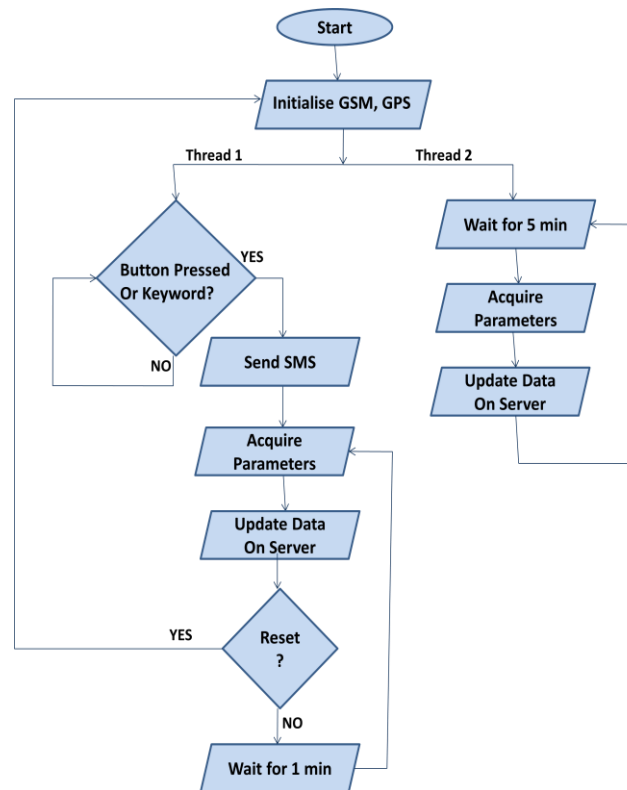 Start
Initialise GSM, GPS
Thread 1
Thread 2
Button Pressed
Or Keyword?
YES
NO
Send SMS
Acquire
Parameters
Update Data
On Server
Reset
?
YES
NO
Wait for 1 min
Wait for 5 min
Acquire
Parameters
Update Data
On Server